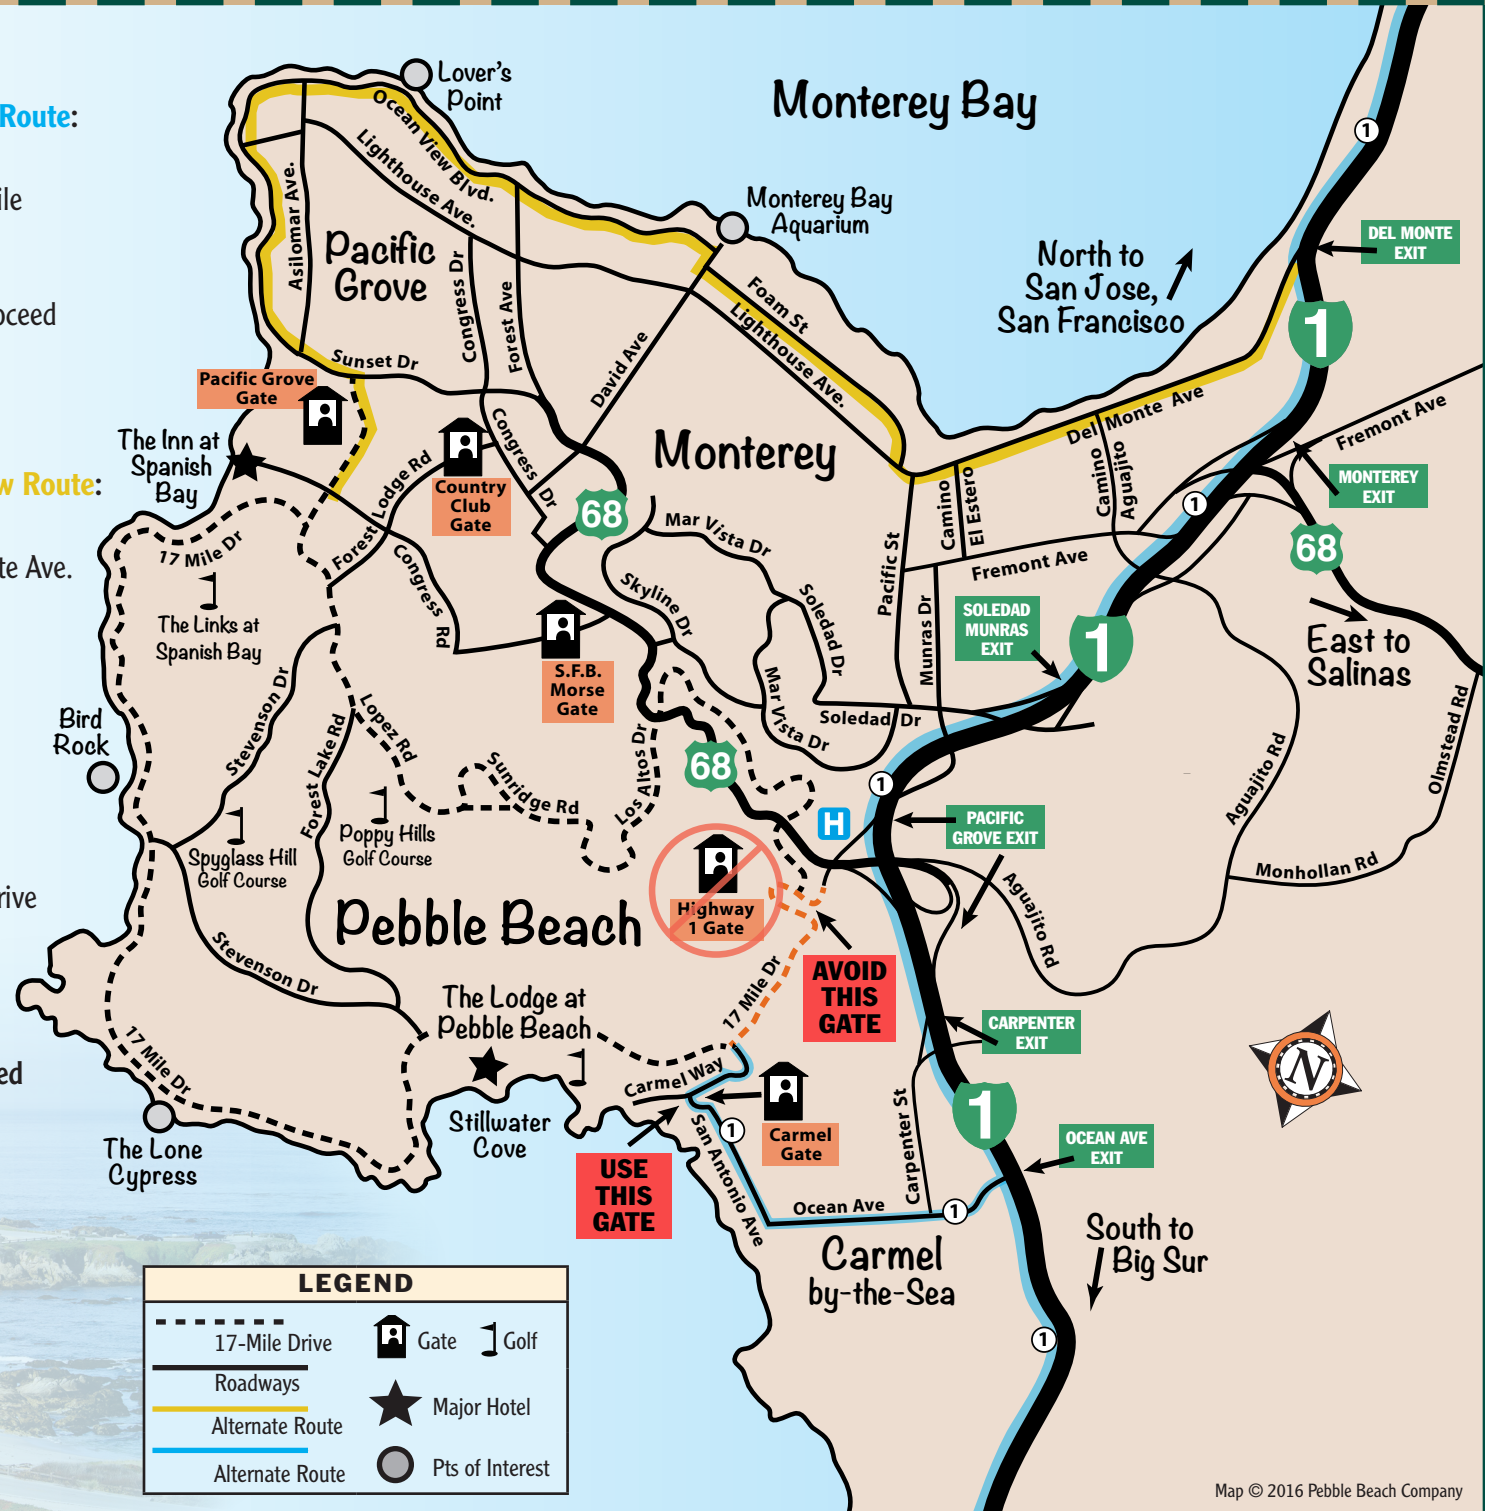 Route:
ile
oceed
w Route:
te Ave.
rive
ed
Lover's
Point
Monterey Bay
Monterey Bay
Aquarium
Ocean View Blvd.
Lighthouse Ave.
Asilomar Ave.
Pacific
Grove
Congress Dr
Forest Ave
David Ave
Foam St
Lighthouse Ave.
Sunset Dr
North to
San Jose,
San Francisco
1
DEL MONTE
EXIT
1
Pacific Grove
Gate
The Inn at
Spanish
Bay
Country
Club
Gate
Congress Dr
Forest Lodge Rd
Congress Rd
68
Monterey
Del Monte Ave
Camino
Aguajito
Camino
El Estero
Fremont Ave
MONTEREY
EXIT
1
68
17 Mile Dr
The Links at
Spanish Bay
Mar Vista Dr
Skyline Dr
Soledad Dr
Mar Vista Dr
Pacific St
Munras Dr
Fremont Ave
SOLEDAD
MUNRAS
EXIT
1
East to
Salinas
Olmstead Rd
S.F.B.
Morse
Gate
Soledad Dr
Bird
Rock
Stevenson Dr
Forest Lake Rd
Lopez Rd
Sunridge Rd
Los Altos Dr
68
1
H
PACIFIC
GROVE EXIT
Aguajito Rd
Monhollan Rd
Aguajito Rd
Spyglass Hill
Golf Course
Poppy Hills
Golf Course
Highway
1 Gate
Pebble Beach
Stevenson Dr
AVOID
THIS
GATE
17 Mile Dr
The Lodge at
Pebble Beach
CARPENTER
EXIT
N
17 Mile Dr
Carmel Way
Carmel
Gate
Carpenter St
1
The Lone
Cypress
Stillwater
Cove
1
San Antonio Ave
USE
THIS
GATE
Ocean Ave
1
OCEAN AVE
EXIT
Carmel
by-the-Sea
South to
Big Sur
1
LEGEND
17-Mile Drive
Gate
Golf
Roadways
Alternate Route
Major Hotel
Alternate Route
Pts of Interest
Map © 2016 Pebble Beach Company